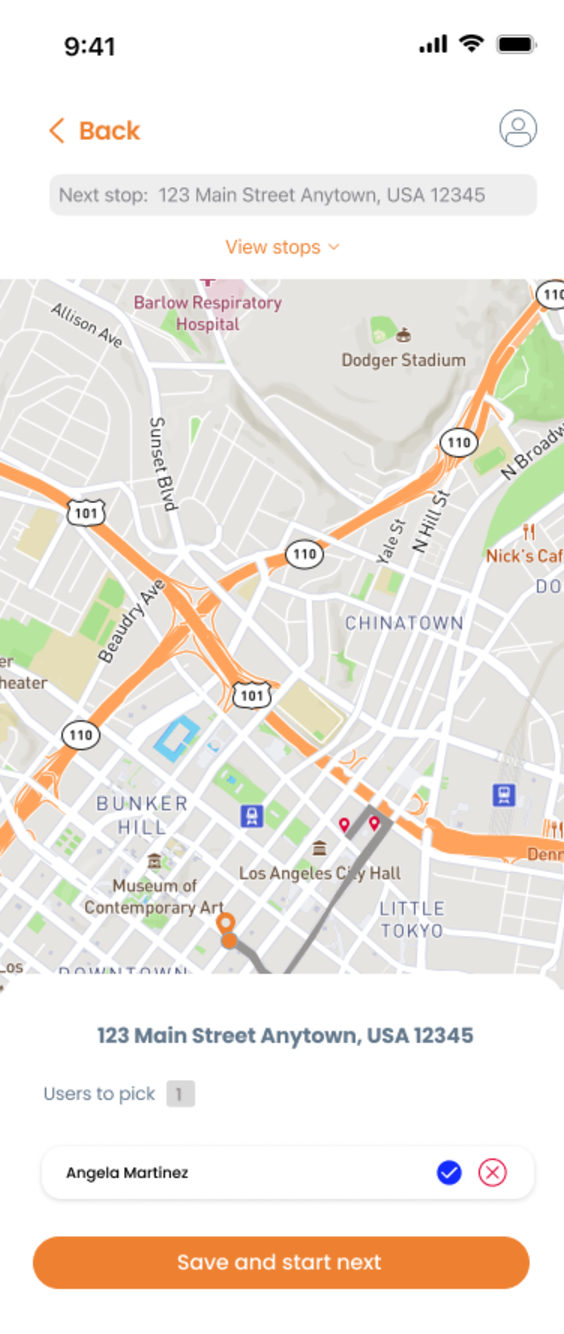 9:41
Back
Next stop: 123 Main Street Anytown, USA 12345
View stops
Barlow Respiratory
Hospital
110
Allison Ave
Dodger Stadium
Sunset Blvd
110
N Broadw
101
Yale St
N Hill St
110
Nick's Caf
DO
Beaudry Ave
CHINATOWN
er
heater
101
110
BUNKER
HILL
Los Angeles City Hall
Denn
Museum of
Contemporary Art
LITTLE
TOKYO
Los
DOWNTOWN
123 Main Street Anytown, USA 12345
Users to pick 1
Angela Martinez
Save and start next